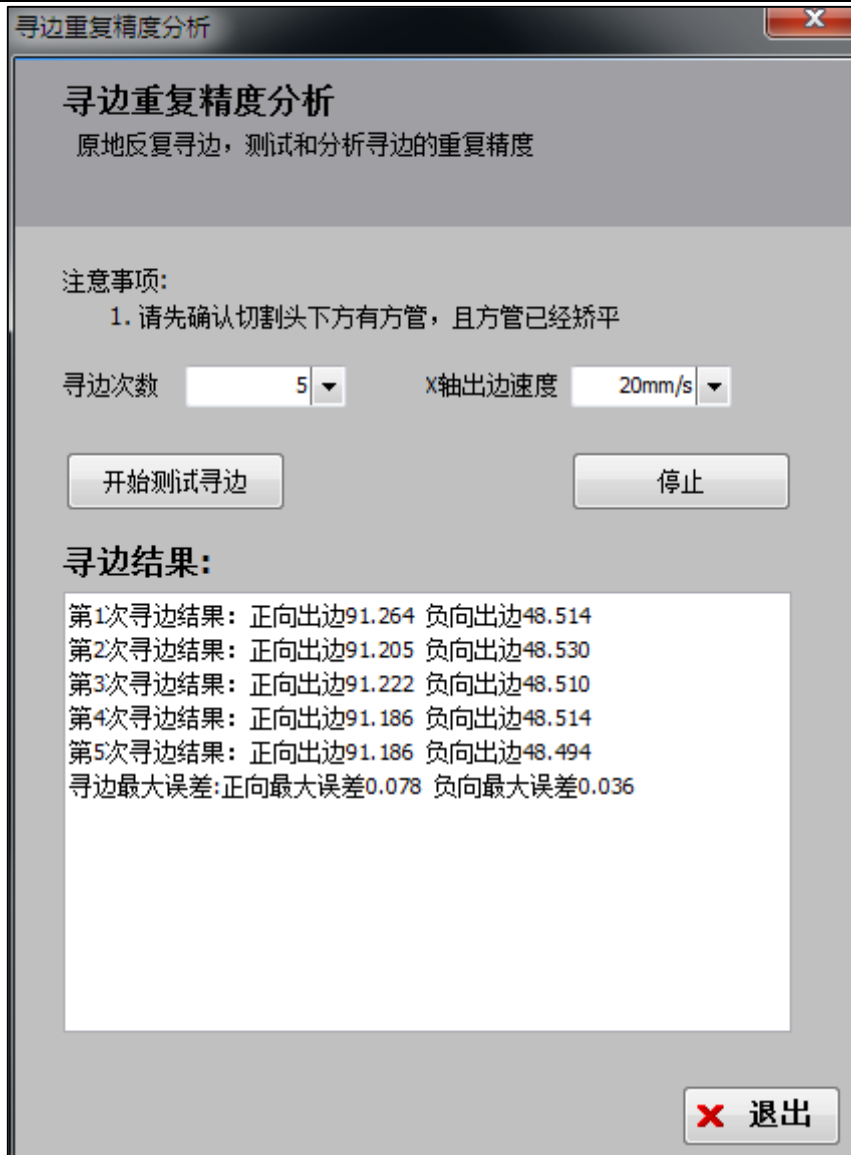 寻边重复精度分析
寻边重复精度分析
原地反复寻边，测试和分析寻边的重复精度
注意事项:
1. 请先确认切割头下方有方管，且方管已经矫平
寻边次数 5 X轴出边速度 20mm/s
开始测试寻边 停止
寻边结果:
第1次寻边结果：正向出边91.264 负向出边48.514
第2次寻边结果：正向出边91.205 负向出边48.530
第3次寻边结果：正向出边91.222 负向出边48.510
第4次寻边结果：正向出边91.186 负向出边48.514
第5次寻边结果：正向出边91.186 负向出边48.494
寻边最大误差:正向最大误差0.078 负向最大误差0.036
退出